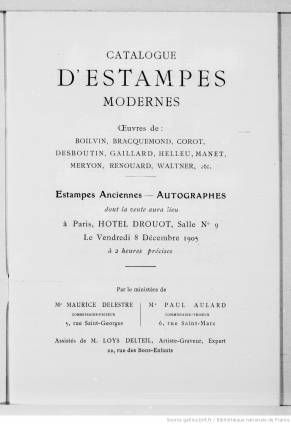 CATALOGUE
D'ESTAMPES
MODERNES
Œuvres de :
BOILVIN, BRACQUEMOND, COROT,
DESBOUTIN, GAILLARD, HELLEU, MANET,
MERYON, RENOUARD, WALTNER, &c.
Estampes Anciennes — AUTOGRAPHES
dont la vente aura lieu
à Paris, HOTEL DROUOT, Salle No 9
Le Vendredi 8 Décembre 1905
à 2 heures précises
Par le ministère de
Me MAURICE DELESTRE
COMMISSAIRE-PRISEUR
5, rue Saint-Georges
Me PAUL AULARD
COMMISSAIRE-PRISEUR
6, rue Saint-Marc
Assistés de M. LOYS DELTEIL, Artiste-Graveur, Expert
22, rue des Bons-Enfants
Source gallica.bnf.fr / Bibliothèque nationale de France